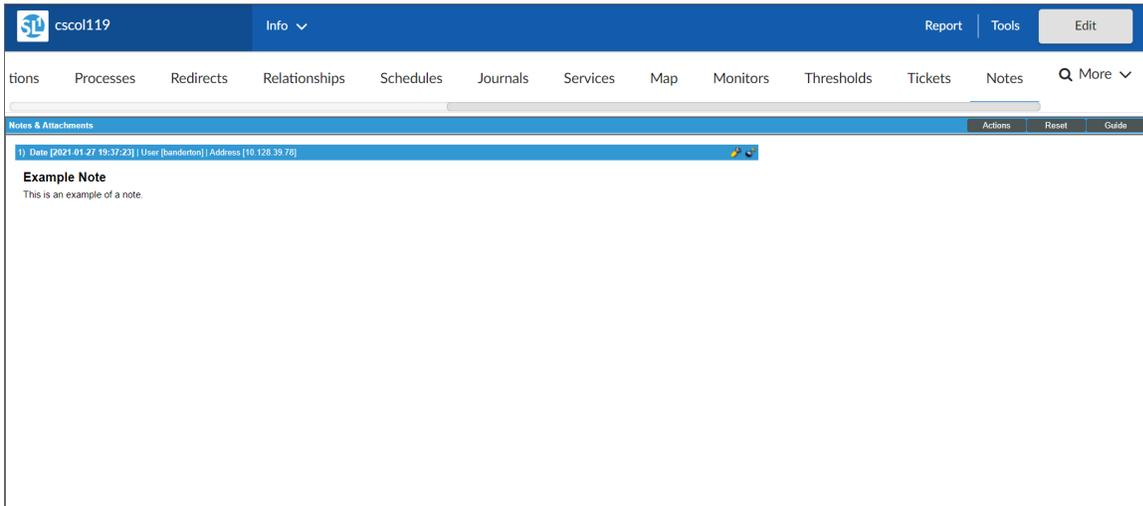 SL1 cscol119 Info Report Tools Edit
tions Processes Redirects Relationships Schedules Journals Services Map Monitors Thresholds Tickets Notes More
Notes & Attachments Actions Reset Guide
1) Date [2021-01-27 19:37:23] | User [banderton] | Address [10.128.39.78]
Example Note
This is an example of a note.